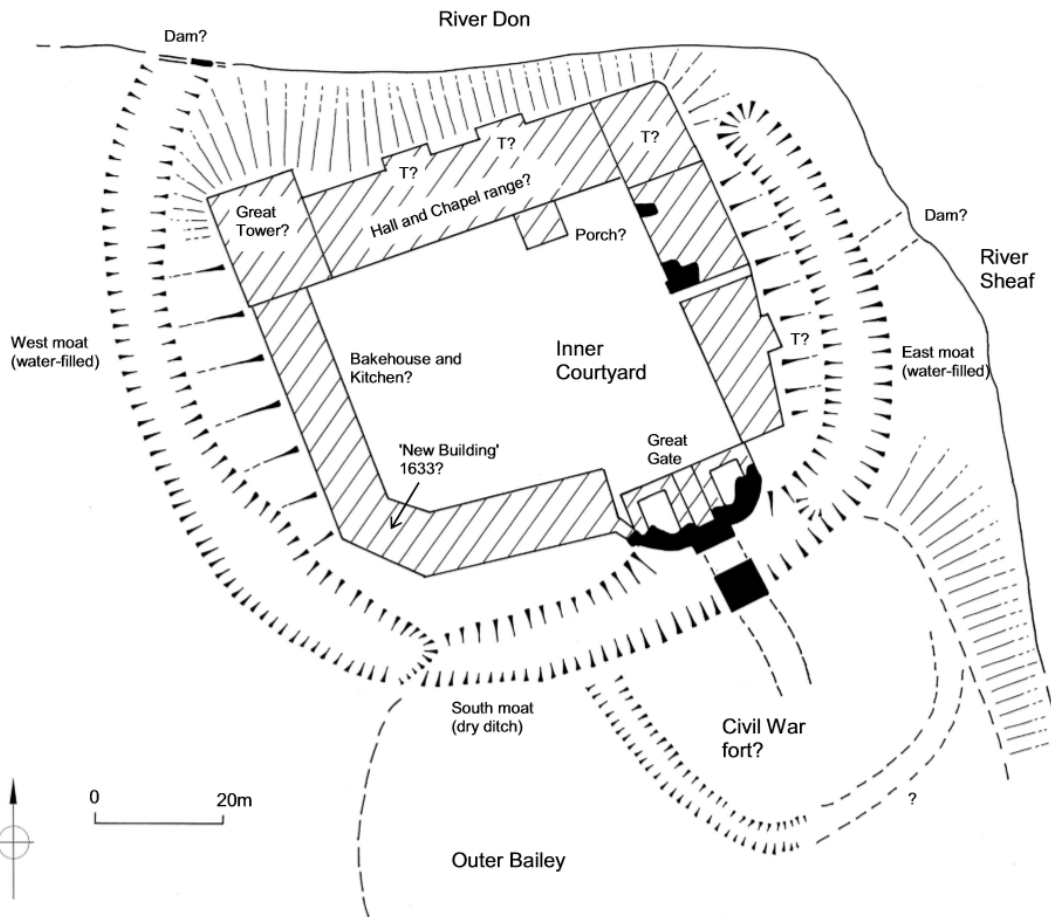 River Don
Dam?
T?
T?
T?
Great
Tower?
Hall and Chapel range?
Porch?
Dam?
River
Sheaf
West moat
(water-filled)
Bakehouse and
Kitchen?
Inner
Courtyard
T?
East moat
(water-filled)
'New Building'
1633?
Great
Gate
South moat
(dry ditch)
Civil War
fort?
0
20m
?
Outer Bailey